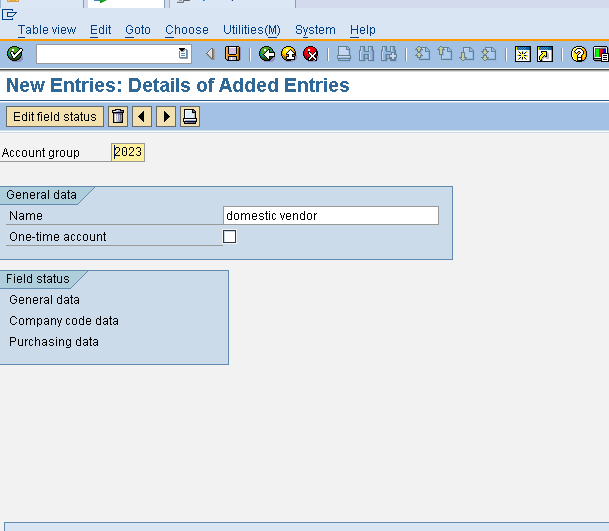 Table view Edit Goto Choose Utilities(M) System Help
New Entries: Details of Added Entries
Edit field status
Account group 2023
General data
Name domestic vendor
One-time account
Field status
General data
Company code data
Purchasing data